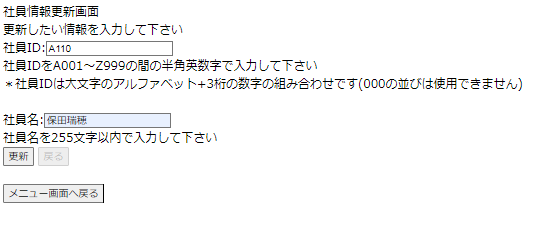 社員情報更新画面
更新したい情報を入力して下さい
社員ID:A110
社員IDをA001～Z999の間の半角英数字で入力して下さい
＊社員IDは大文字のアルファベット+3桁の数字の組み合わせです(000の並びは使用できません)
社員名:保田瑞穂
社員名を255文字以内で入力して下さい
更新 戻る
メニュー画面へ戻る